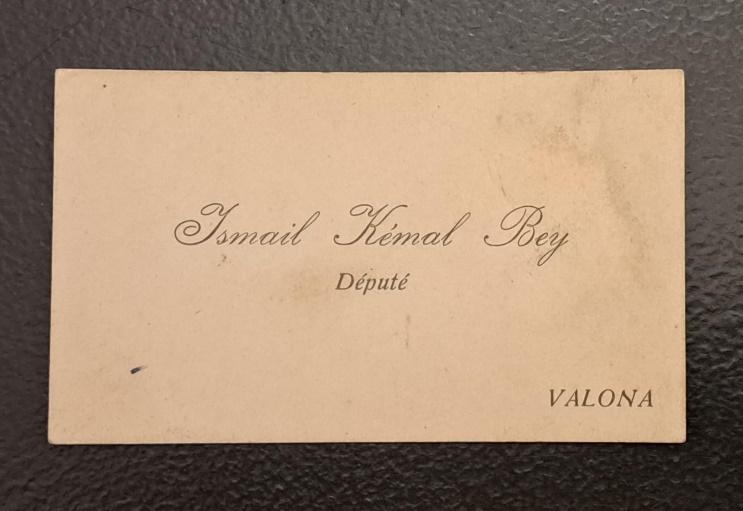 Ismail Kémal Bey
Député
VALONA